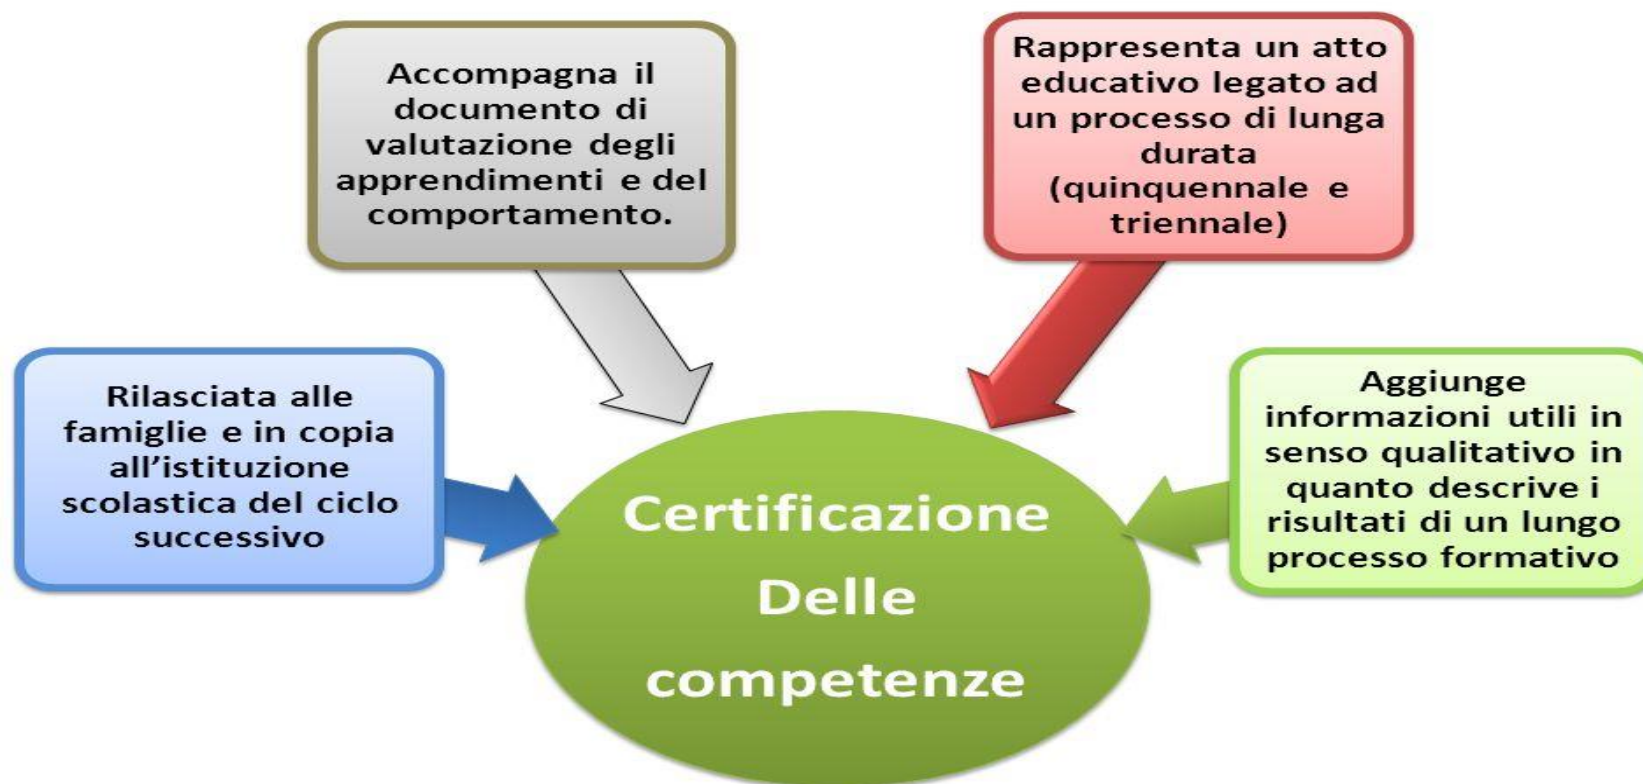 Accompagna il
documento di
valutazione degli
apprendimenti e del
comportamento.
Rappresenta un atto
educativo legato ad
un processo di lunga
durata
(quinquennale e
triennale)
Rilasciata alle
famiglie e in copia
all’istituzione
scolastica del ciclo
successivo
Aggiunge
informazioni utili in
senso qualitativo in
quanto descrive i
risultati di un lungo
processo formativo
Certificazione
Delle
competenze